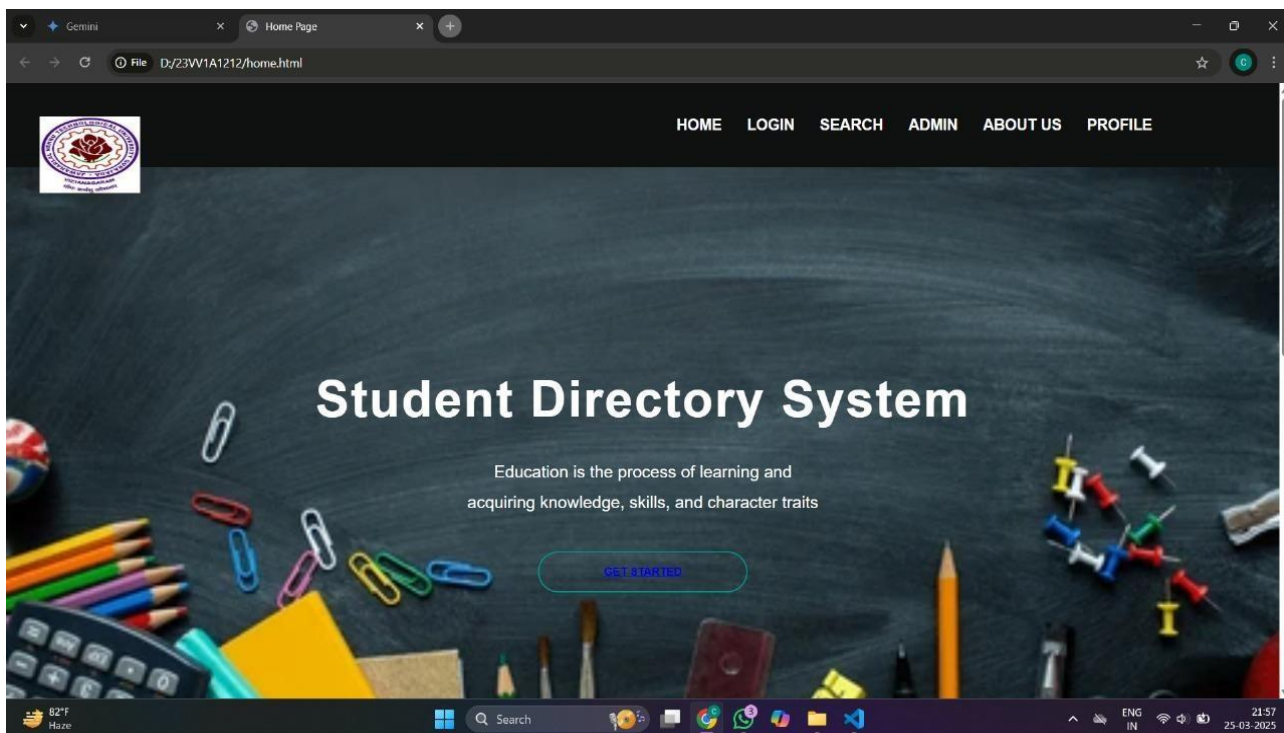 Gemini
Home Page
File D:/23VV1A1212/home.html
C
HOME LOGIN SEARCH ADMIN ABOUT US PROFILE
VIZIANAGARAM
Student Directory System
Education is the process of learning and
acquiring knowledge, skills, and character traits
GET STARTED
82°F
Haze
Search
3
ENG
IN
21:57
25-03-2025